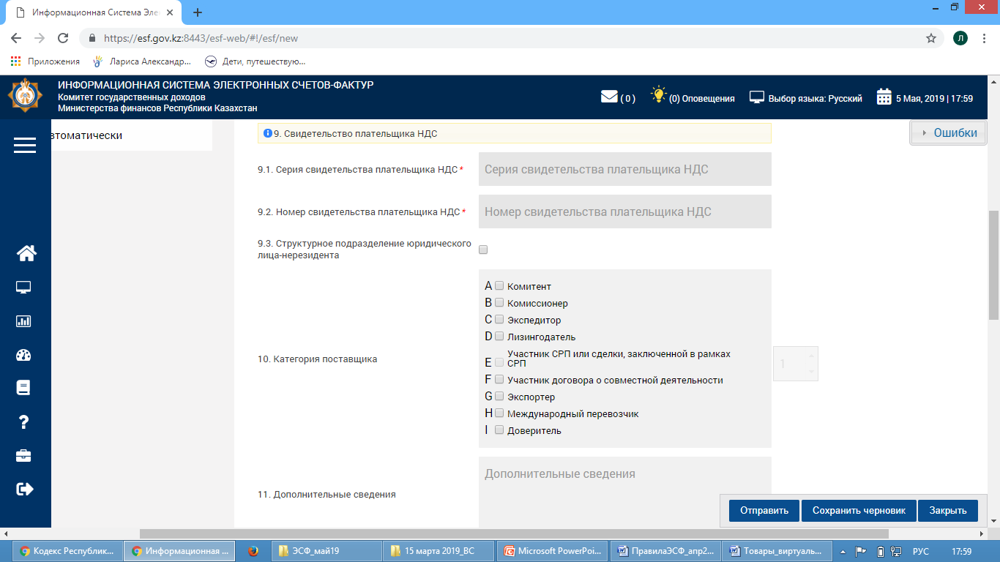 Информационная Система Эле
https://esf.gov.kz:8443/esf-web/#!/esf/new
Л
Приложения
Лариса Александр...
Дети, путешествую...
ИНФОРМАЦИОННАЯ СИСТЕМА ЭЛЕКТРОННЫХ СЧЕТОВ-ФАКТУР
Комитет государственных доходов
Министерства финансов Республики Казахстан
( 0 )
(0) Оповещения
Выбор языка: Русский
5 Мая, 2019 | 17:59
втоматически
Ошибки
9. Свидетельство плательщика НДС
9.1. Серия свидетельства плательщика НДС *
Серия свидетельства плательщика НДС
9.2. Номер свидетельства плательщика НДС *
Номер свидетельства плательщика НДС
9.3. Структурное подразделение юридического
лица-нерезидента
10. Категория поставщика
A Комитент
B Комиссионер
C Экспедитор
D Лизингодатель
E Участник СРП или сделки, заключенной в рамках
СРП
F Участник договора о совместной деятельности
G Экспортер
H Международный перевозчик
I Доверитель
1
11. Дополнительные сведения
Дополнительные сведения
Отправить
Сохранить черновик
Закрыть
Кодекс Республик...
Информационная ...
ЭСФ_май19
15 марта 2019_ВС
Microsoft PowerPoi...
ПравилаЭСФ_апр2...
Товары_виртуаль...
РУС
17:59